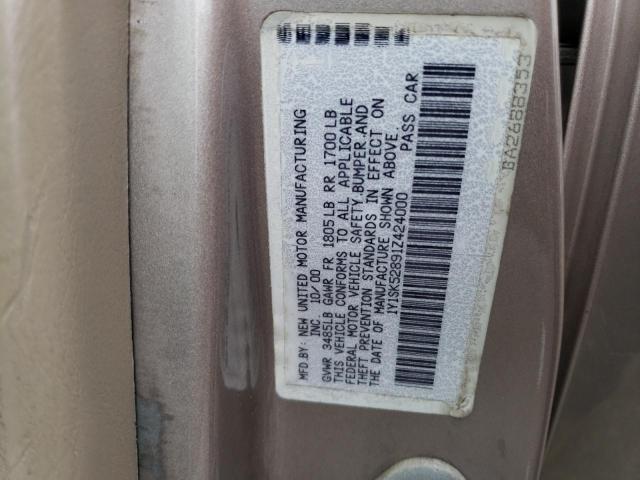 MFD.BY: NEW UNITED MOTOR MANUFACTURING
INC 10/00
GVWR 3485LB GAWR FR 1805LB RR 1700LB
THIS VEHICLE CONFORMS TO ALL APPLICABLE
FEDERAL MOTOR VEHICLE SAFETY.BUMPER.AND
THEFT PREVENTION STANDARDS IN EFFECT ON
THE DATE OF MANUFACTURE SHOWN ABOVE.
1Y1SK52891Z424000 PASS CAR
BA2488353